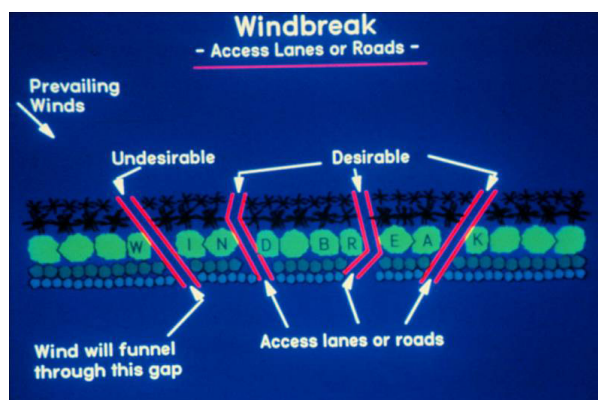 Windbreak
- Access Lanes or Roads -
Prevailing
Winds
Undesirable
Desirable
W I N D B R E A K
Wind will funnel
through this gap
Access lanes or roads